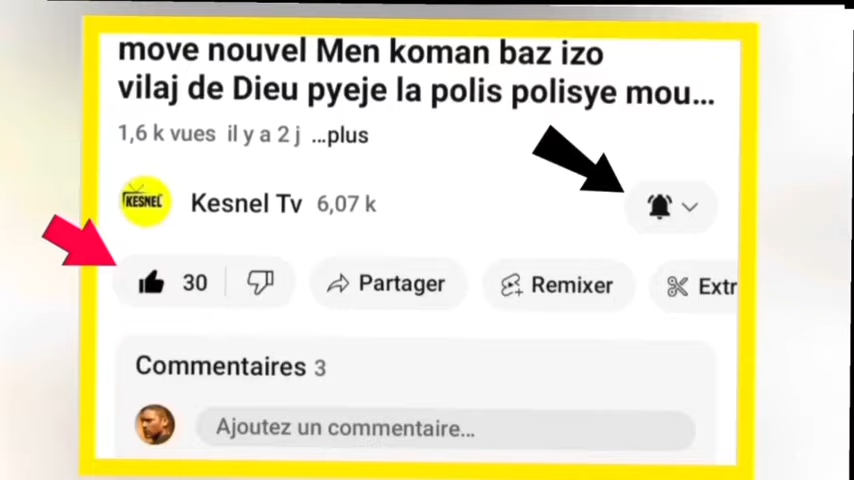 move nouvel Men koman baz izo
vilaj de Dieu pyeje la polis polisye mou...
1,6 k vues il y a 2 j ...plus
KESNEL
Kesnel Tv 6,07 k
30
Partager
Remixer
Extr
Commentaires 3
Ajoutez un commentaire...